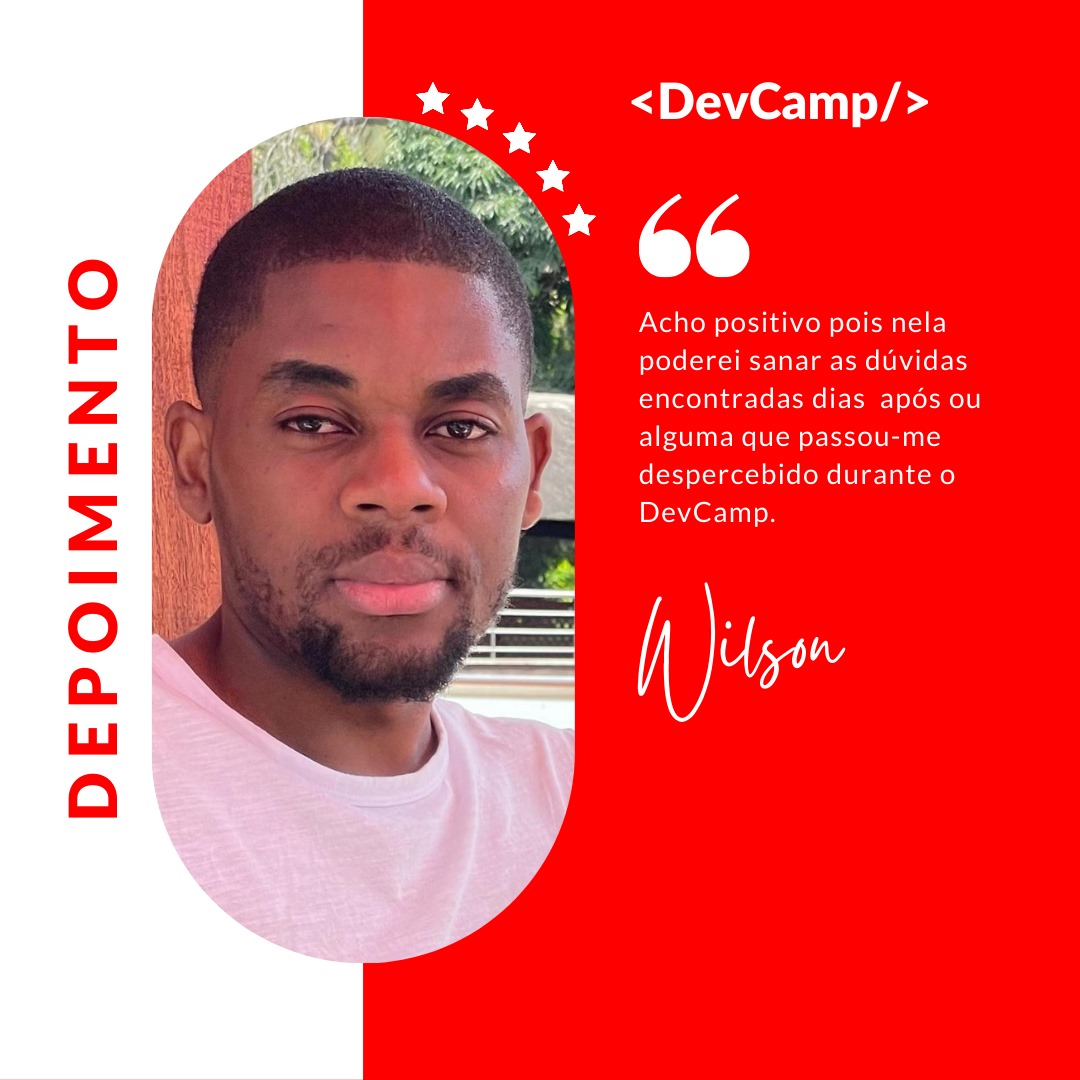 DEPOIMENTO
<DevCamp/>
“
Acho positivo pois nela
poderei sanar as dúvidas
encontradas dias  após ou
alguma que passou-me
despercebido durante o
DevCamp.
Wilson